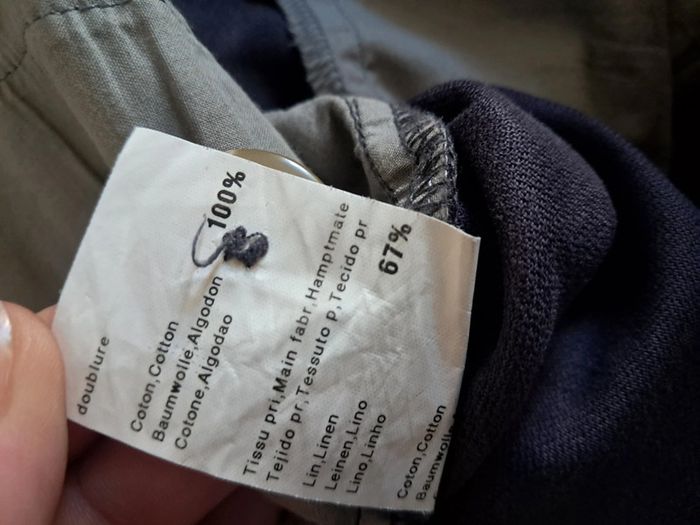 doublure
100%
Coton,Cotton
Baumwolle,Algodon
Cotone,Algodao
Tissu pri,Main fabr,Hamptmate
Tejido pr,Tessuto p,Tecido pr
67%
Lin,Linen
Leinen,Lino
Lino,Linho
Coton,Cotton
Baumwolle